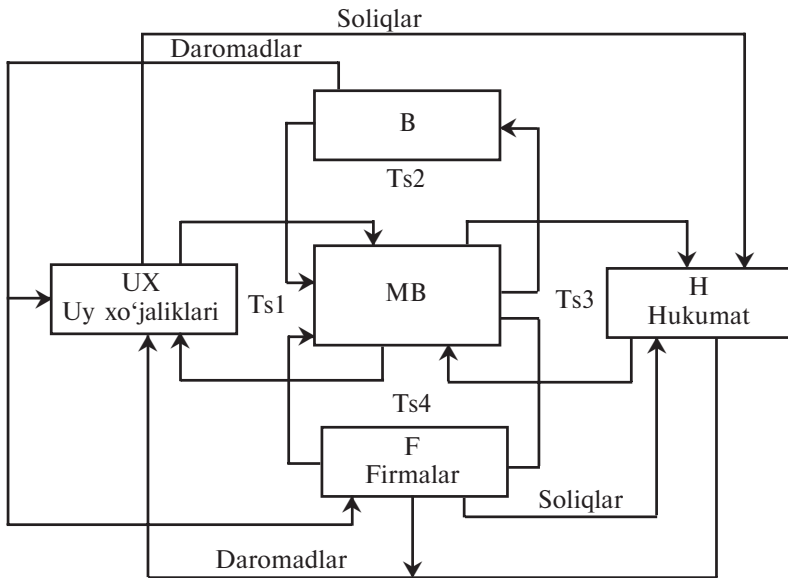 Soliqlar
Daromadlar
B
Ts2
UX
Uy xo‘jaliklari
Ts1
MB
Ts3
H
Hukumat
Ts4
F
Firmalar
Soliqlar
Daromadlar